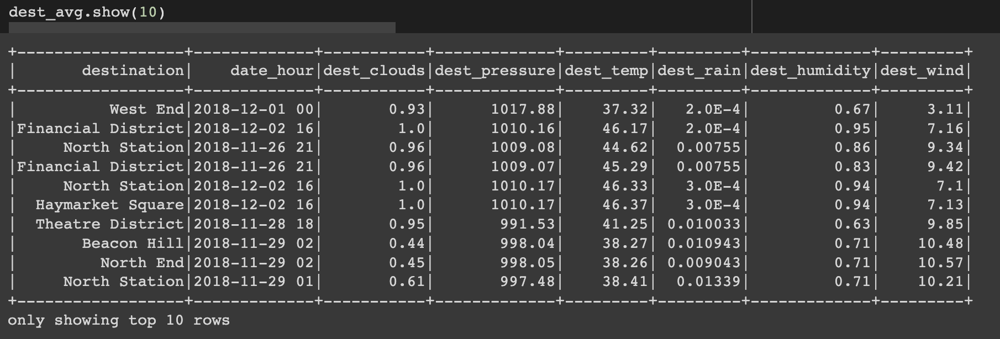 dest_avg.show(10)
+------------------+-------------+-----------+-------------+---------+---------+-------------+---------+
|       destination|    date_hour|dest_clouds|dest_pressure|dest_temp|dest_rain|dest_humidity|dest_wind|
+------------------+-------------+-----------+-------------+---------+---------+-------------+---------+
|          West End|2018-12-01 00|       0.93|      1017.88|    37.32|   2.0E-4|         0.67|     3.11|
|Financial District|2018-12-02 16|        1.0|      1010.16|    46.17|   2.0E-4|         0.95|     7.16|
|     North Station|2018-11-26 21|       0.96|      1009.08|    44.62|  0.00755|         0.86|     9.34|
|Financial District|2018-11-26 21|       0.96|      1009.07|    45.29|  0.00755|         0.83|     9.42|
|     North Station|2018-12-02 16|        1.0|      1010.17|    46.33|   3.0E-4|         0.94|      7.1|
|  Haymarket Square|2018-12-02 16|        1.0|      1010.17|    46.37|   3.0E-4|         0.94|     7.13|
|  Theatre District|2018-11-28 18|       0.95|       991.53|    41.25| 0.010033|         0.63|     9.85|
|       Beacon Hill|2018-11-29 02|       0.44|       998.04|    38.27| 0.010943|         0.71|    10.48|
|         North End|2018-11-29 02|       0.45|       998.05|    38.26| 0.009043|         0.71|    10.57|
|     North Station|2018-11-29 01|       0.61|       997.48|    38.41|  0.01339|         0.71|    10.21|
+------------------+-------------+-----------+-------------+---------+---------+-------------+---------+
only showing top 10 rows